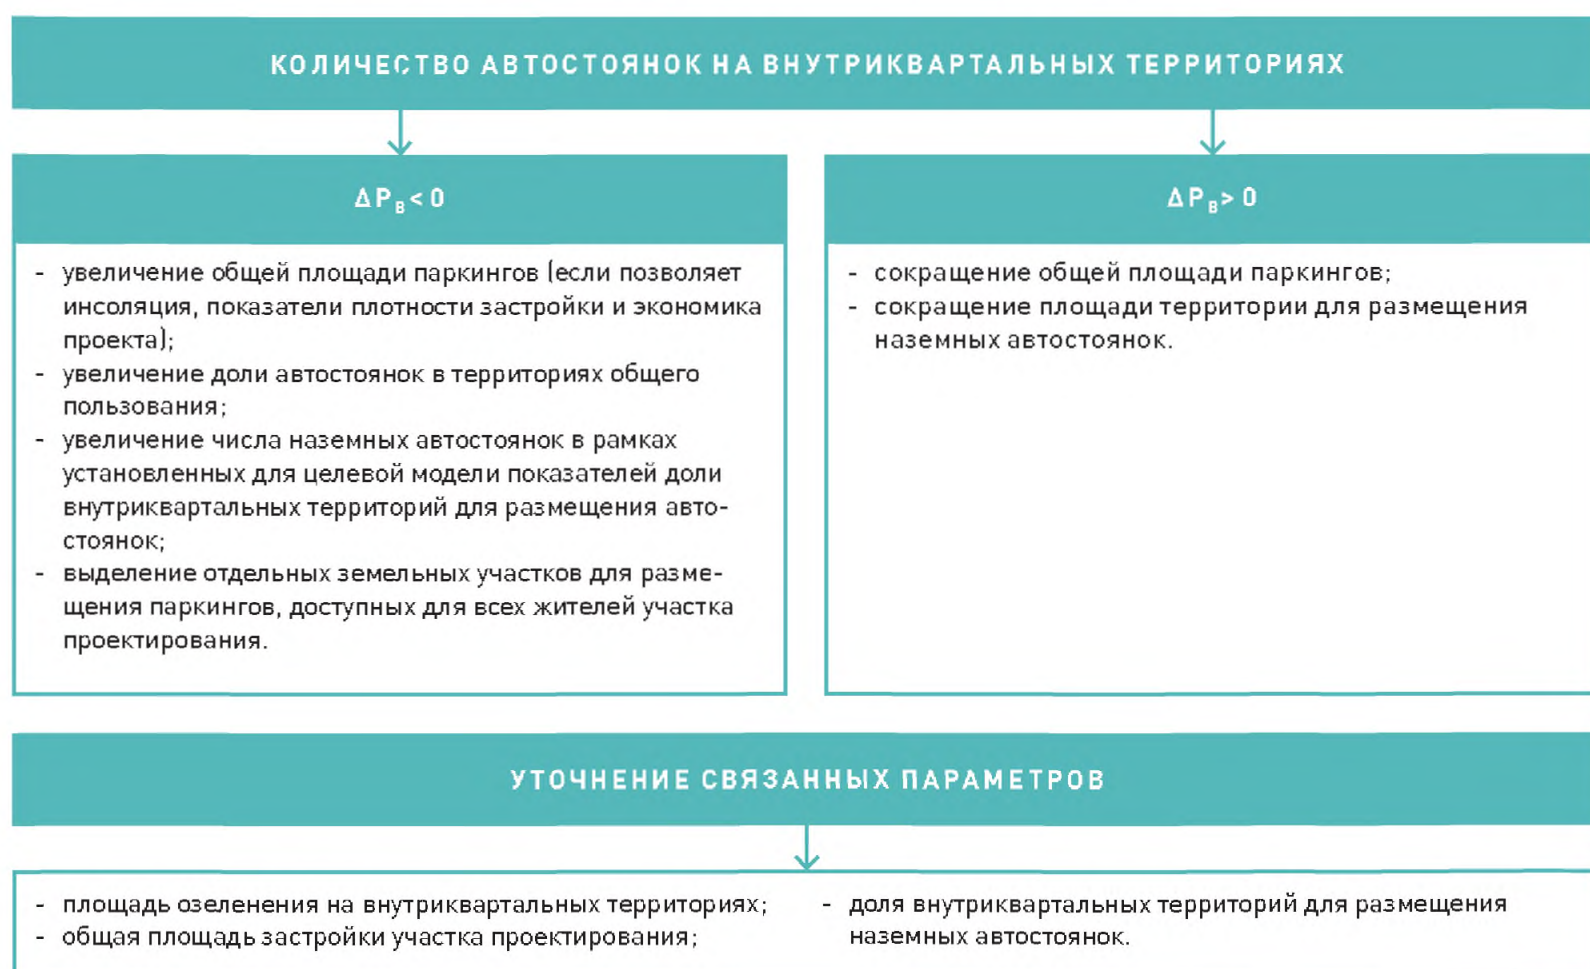 КОЛИЧЕСТВО АВТОСТОЯНОК НА ВНУТРИКВАРТАЛЬНЫХ ТЕРРИТОРИЯХ
ΔPв< 0
- увеличение общей площади паркингов (если позволяет
инсоляция, показатели плотности застройки и экономика
проекта);
- увеличение доли автостоянок в территориях общего
пользования;
- увеличение числа наземных автостоянок в рамках
установленных для целевой модели показателей доли
внутриквартальных территорий для размещения авто-
стоянок;
- выделение отдельных земельных участков для разме-
щения паркингов, доступных для всех жителей участка
проектирования.
ΔPв> 0
- сокращение общей площади паркингов;
- сокращение площади территории для размещения
наземных автостоянок.
УТОЧНЕНИЕ СВЯЗАННЫХ ПАРАМЕТРОВ
- площадь озеленения на внутриквартальных территориях;
- общая площадь застройки участка проектирования;
- доля внутриквартальных территорий для размещения
наземных автостоянок.